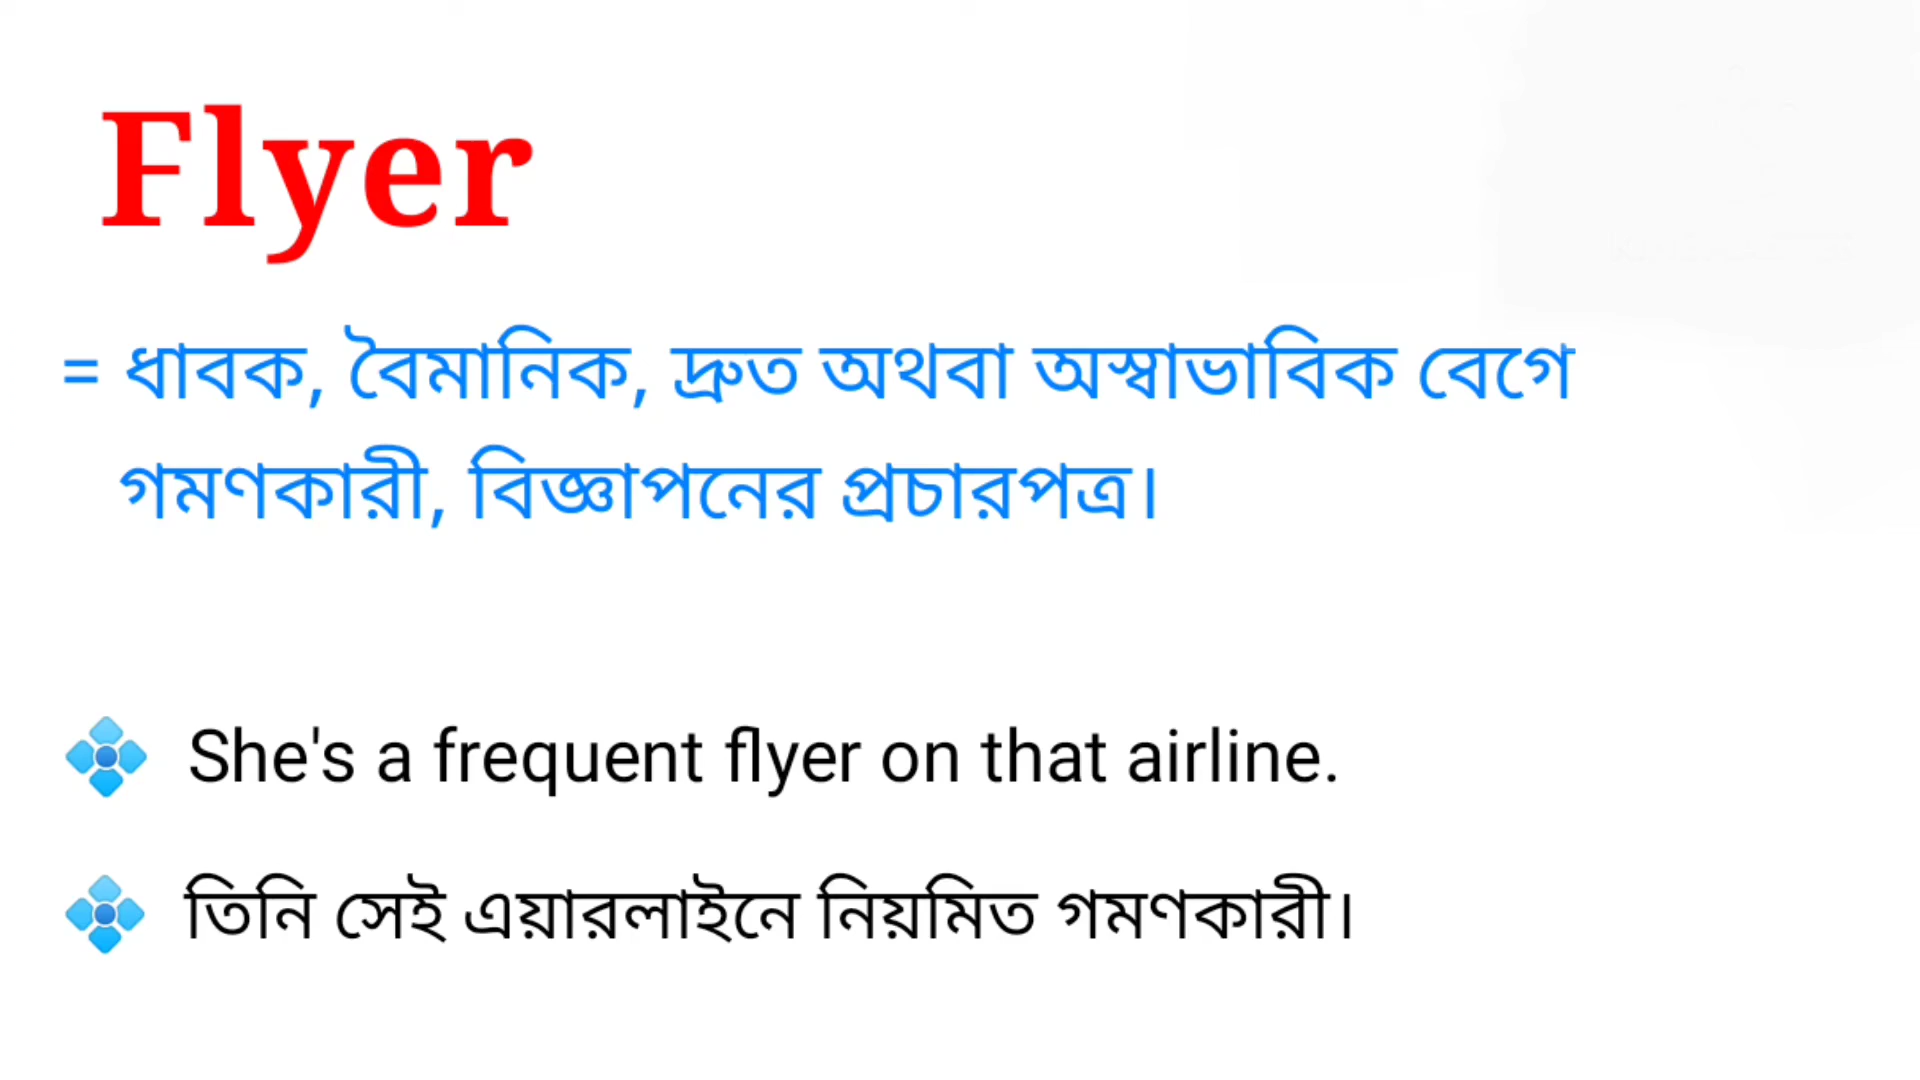 Flyer
= ধাবক, বৈমানিক, দ্রুত অথবা অস্বাভাবিক বেগে
গমণকারী, বিজ্ঞাপনের প্রচারপত্র।
She's a frequent flyer on that airline.
তিনি সেই এয়ারলাইনে নিয়মিত গমণকারী।